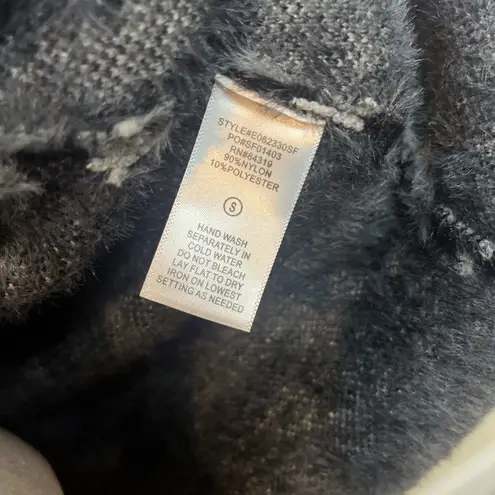 STYLE#E062330SF
PO#SF01403
RN#84319
90%NYLON
10%POLYESTER
S
HAND WASH
SEPARATELY IN
COLD WATER
DO NOT BLEACH
LAY FLAT TO DRY
IRON ON LOWEST
SETTING AS NEEDED